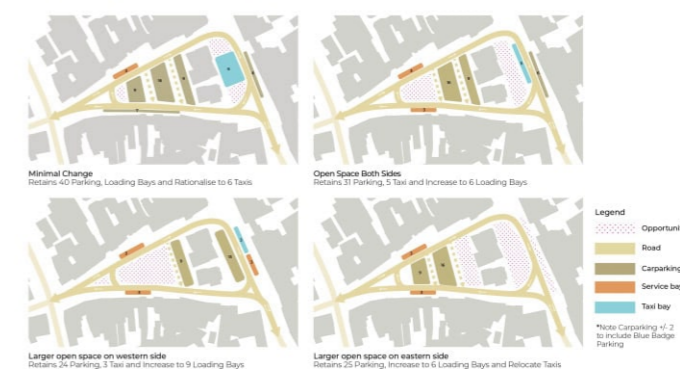 Minimal Change
Retains 40 Parking, Loading Bays and Rationalise to 6 Taxis
Open Space Both Sides
Retains 31 Parking, 5 Taxi and Increase to 6 Loading Bays
Larger open space on western side
Retains 24 Parking, 3 Taxi and Increase to 9 Loading Bays
Larger open space on eastern side
Retains 25 Parking, Increase to 6 Loading Bays and Relocate Taxis
Legend
Opportuni
Road
Carparking
Service bay
Taxi bay
*Note Carparking +/- 2
to include Blue Badge
Parking